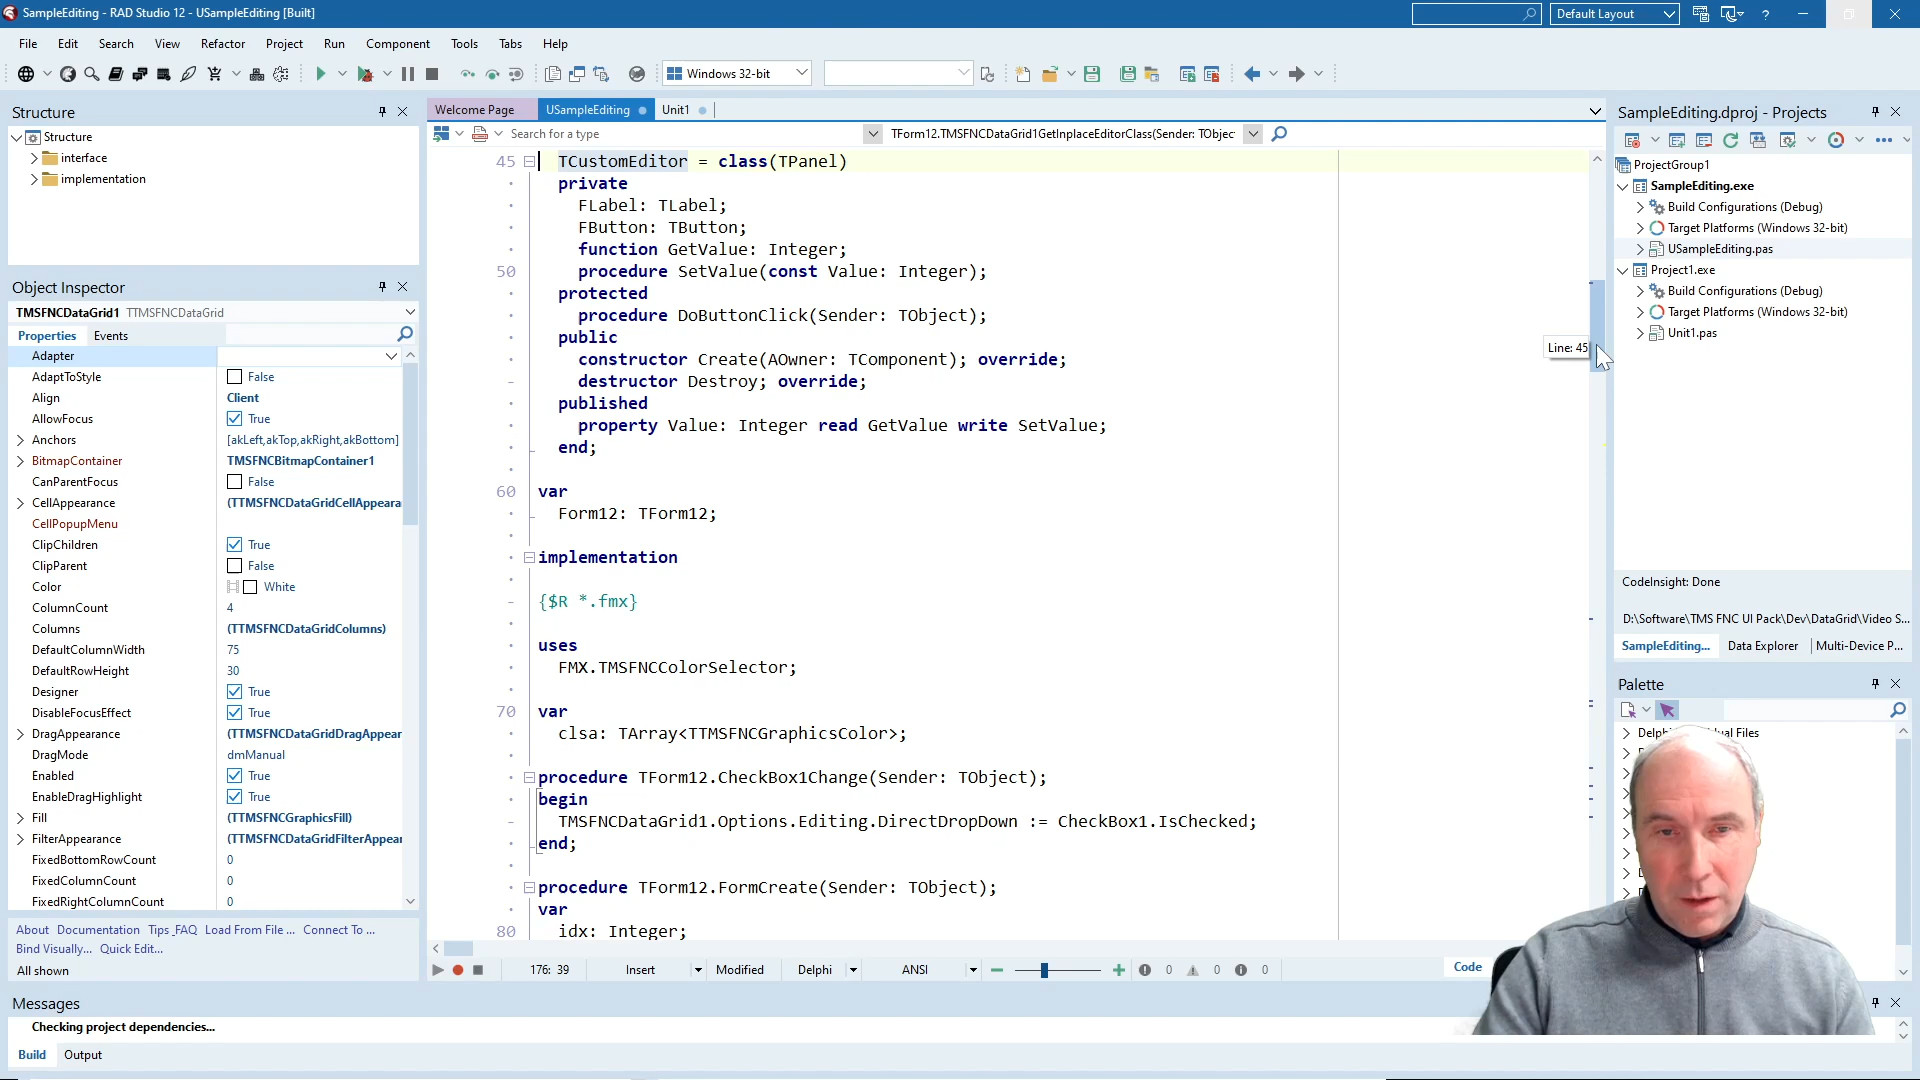 SampleEditing - RAD Studio 12 - USampleEditing [Built]
Default Layout
File Edit Search View Refactor Project Run Component Tools Tabs Help
Windows 32-bit
Structure
Structure
interface
implementation
Object Inspector
TMSFNCDataGrid1 TTMSFNCDataGrid
Properties Events
Adapter
AdaptToStyle False
Align Client
AllowFocus True
Anchors [akLeft,akTop,akRight,akBottom]
BitmapContainer TMSFNCBitmapContainer1
CanParentFocus False
CellAppearance (TTMSFNCDataGridCellAppeara
CellPopupMenu
ClipChildren True
ClipParent False
Color White
ColumnCount 4
Columns (TTMSFNCDataGridColumns)
DefaultColumnWidth 75
DefaultRowHeight 30
Designer True
DisableFocusEffect True
DragAppearance (TTMSFNCDataGridDragAppear
DragMode dmManual
Enabled True
EnableDragHighlight True
Fill (TTMSFNCGraphicsFill)
FilterAppearance (TTMSFNCDataGridFilterAppear
FixedBottomRowCount 0
FixedColumnCount 0
FixedRightColumnCount 0
About Documentation Tips_FAQ Load From File ... Connect To ...
Bind Visually... Quick Edit...
All shown
Welcome Page USampleEditing Unit1
Search for a type TForm12.TMSFNCDataGrid1GetInplaceEditorClass(Sender: TObjec
45 TCustomEditor = class(TPanel)
private
FLabel: TLabel;
FButton: TButton;
function GetValue: Integer;
50 procedure SetValue(const Value: Integer);
protected
procedure DoButtonClick(Sender: TObject);
public
constructor Create(AOwner: TComponent); override;
destructor Destroy; override;
published
property Value: Integer read GetValue write SetValue;
end;
60 var
Form12: TForm12;
implementation
{$R *.fmx}
uses
FMX.TMSFNCColorSelector;
70 var
clsa: TArray<TTMSFNCGraphicsColor>;
procedure TForm12.CheckBox1Change(Sender: TObject);
begin
TMSFNCDataGrid1.Options.Editing.DirectDropDown := CheckBox1.IsChecked;
end;
procedure TForm12.FormCreate(Sender: TObject);
var
80 idx: Integer;
Line: 45
176: 39 Insert Modified Delphi ANSI 0 0 0 Code
SampleEditing.dproj - Projects
ProjectGroup1
SampleEditing.exe
Build Configurations (Debug)
Target Platforms (Windows 32-bit)
USampleEditing.pas
Project1.exe
Build Configurations (Debug)
Target Platforms (Windows 32-bit)
Unit1.pas
CodeInsight: Done
D:\Software\TMS FNC UI Pack\Dev\DataGrid\Video S...
SampleEditing... Data Explorer Multi-Device P...
Palette
Files
Messages
Checking project dependencies...
Build Output